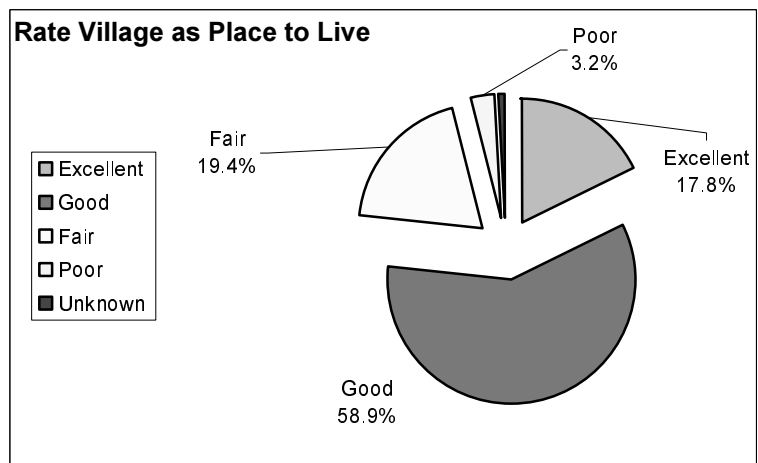 Rate Village as Place to Live
Poor
3.2%
Fair
19.4%
Excellent
17.8%
Excellent
Good
Fair
Poor
Unknown
Good
58.9%